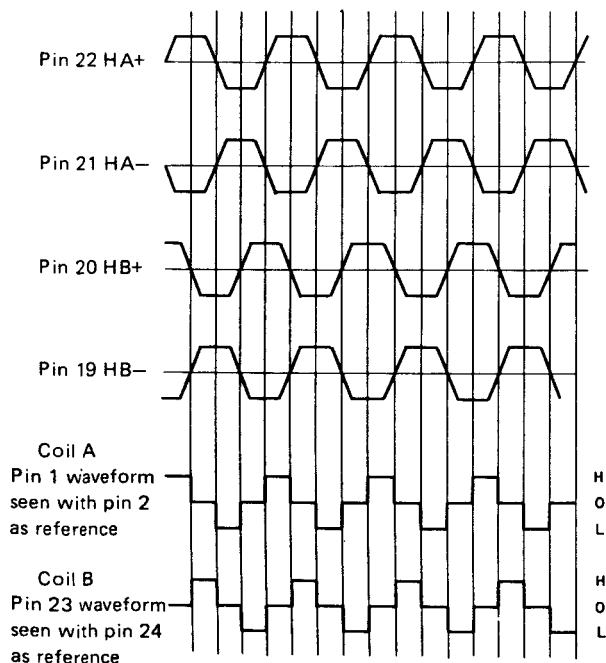 Pin 22 HA+
Pin 21 HA—
Pin 20 HB+
Pin 19 HB—
Coil A
Pin 1 waveform
seen with pin 2
as reference
H
O
L
Coil B
Pin 23 waveform
seen with pin 24
as reference
H
O
L